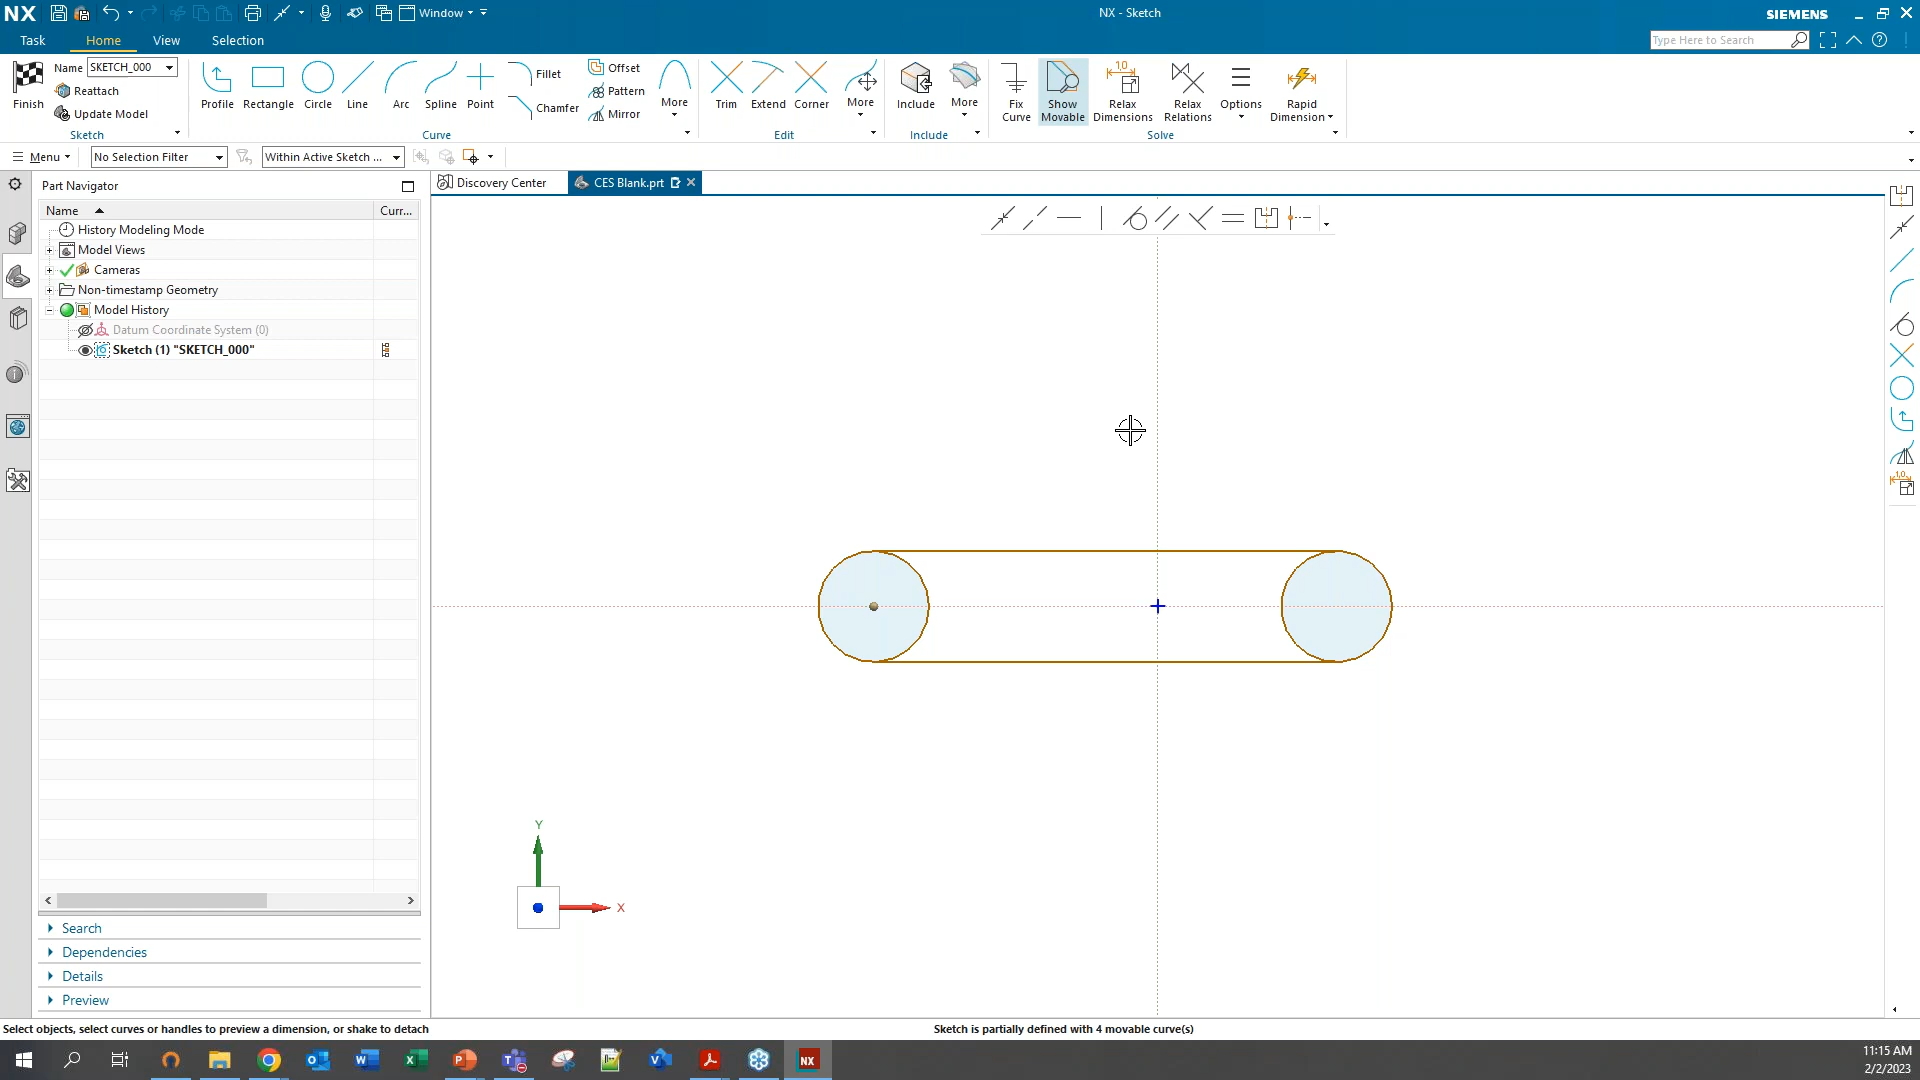 NX
Window
NX - Sketch
SIEMENS
Task
Home
View
Selection
Type Here to Search
Finish
Name
SKETCH_000
Reattach
Update Model
Sketch
Profile
Rectangle
Circle
Line
Arc
Spline
Point
Fillet
Chamfer
Offset
Pattern
Mirror
More
Curve
Trim
Extend
Corner
More
Edit
Include
More
Include
Fix
Curve
Show
Movable
Relax
Dimensions
Relax
Relations
Options
Rapid
Dimension
Solve
Menu
No Selection Filter
Within Active Sketch ...
Part Navigator
Discovery Center
CES Blank.prt
Name
Curr...
History Modeling Mode
Model Views
Cameras
Non-timestamp Geometry
Model History
Datum Coordinate System (0)
Sketch (1) "SKETCH_000"
Y
X
Search
Dependencies
Details
Preview
Select objects, select curves or handles to preview a dimension, or shake to detach
Sketch is partially defined with 4 movable curve(s)
NX
11:15 AM
2/2/2023